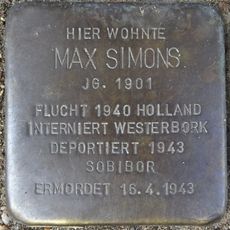 HIER WOHNTE
MAX SIMONS
JG. 1901
FLUCHT 1940 HOLLAND
INTERNIERT WESTERBORK
DEPORTIERT 1943
SOBIBOR
ERMORDET 16.4.1943